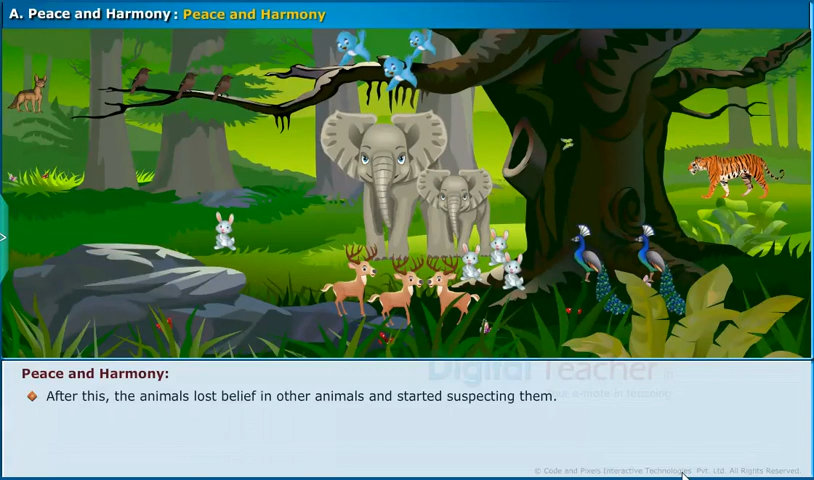 A. Peace and Harmony : Peace and Harmony
Peace and Harmony:
Digital Teacher
After this, the animals lost belief in other animals and started suspecting them.
© Code and Pixels Interactive Technologies Pvt. Ltd. All Rights Reserved.